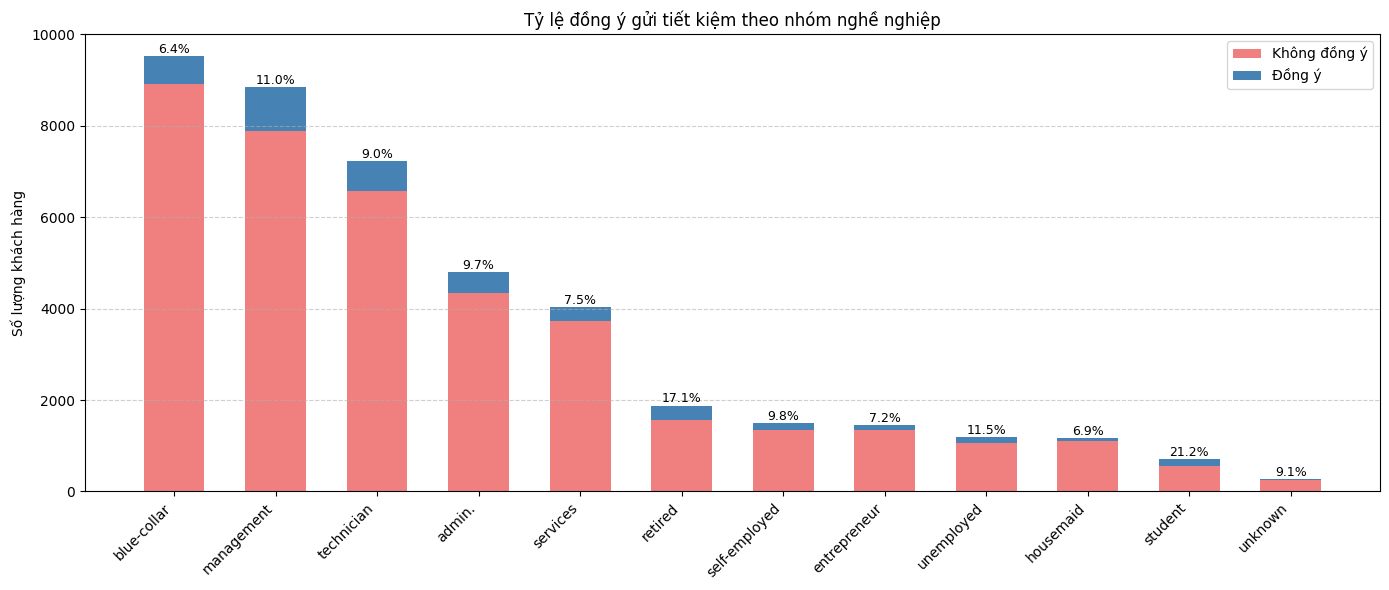 Tỷ lệ đồng ý gửi tiết kiệm theo nhóm nghề nghiệp
Không đồng ý
Đồng ý
Số lượng khách hàng
10000
8000
6000
4000
2000
0
6.4%
11.0%
9.0%
9.7%
7.5%
17.1%
9.8%
7.2%
11.5%
6.9%
21.2%
9.1%
blue-collar
management
technician
admin.
services
retired
self-employed
entrepreneur
unemployed
housemaid
student
unknown